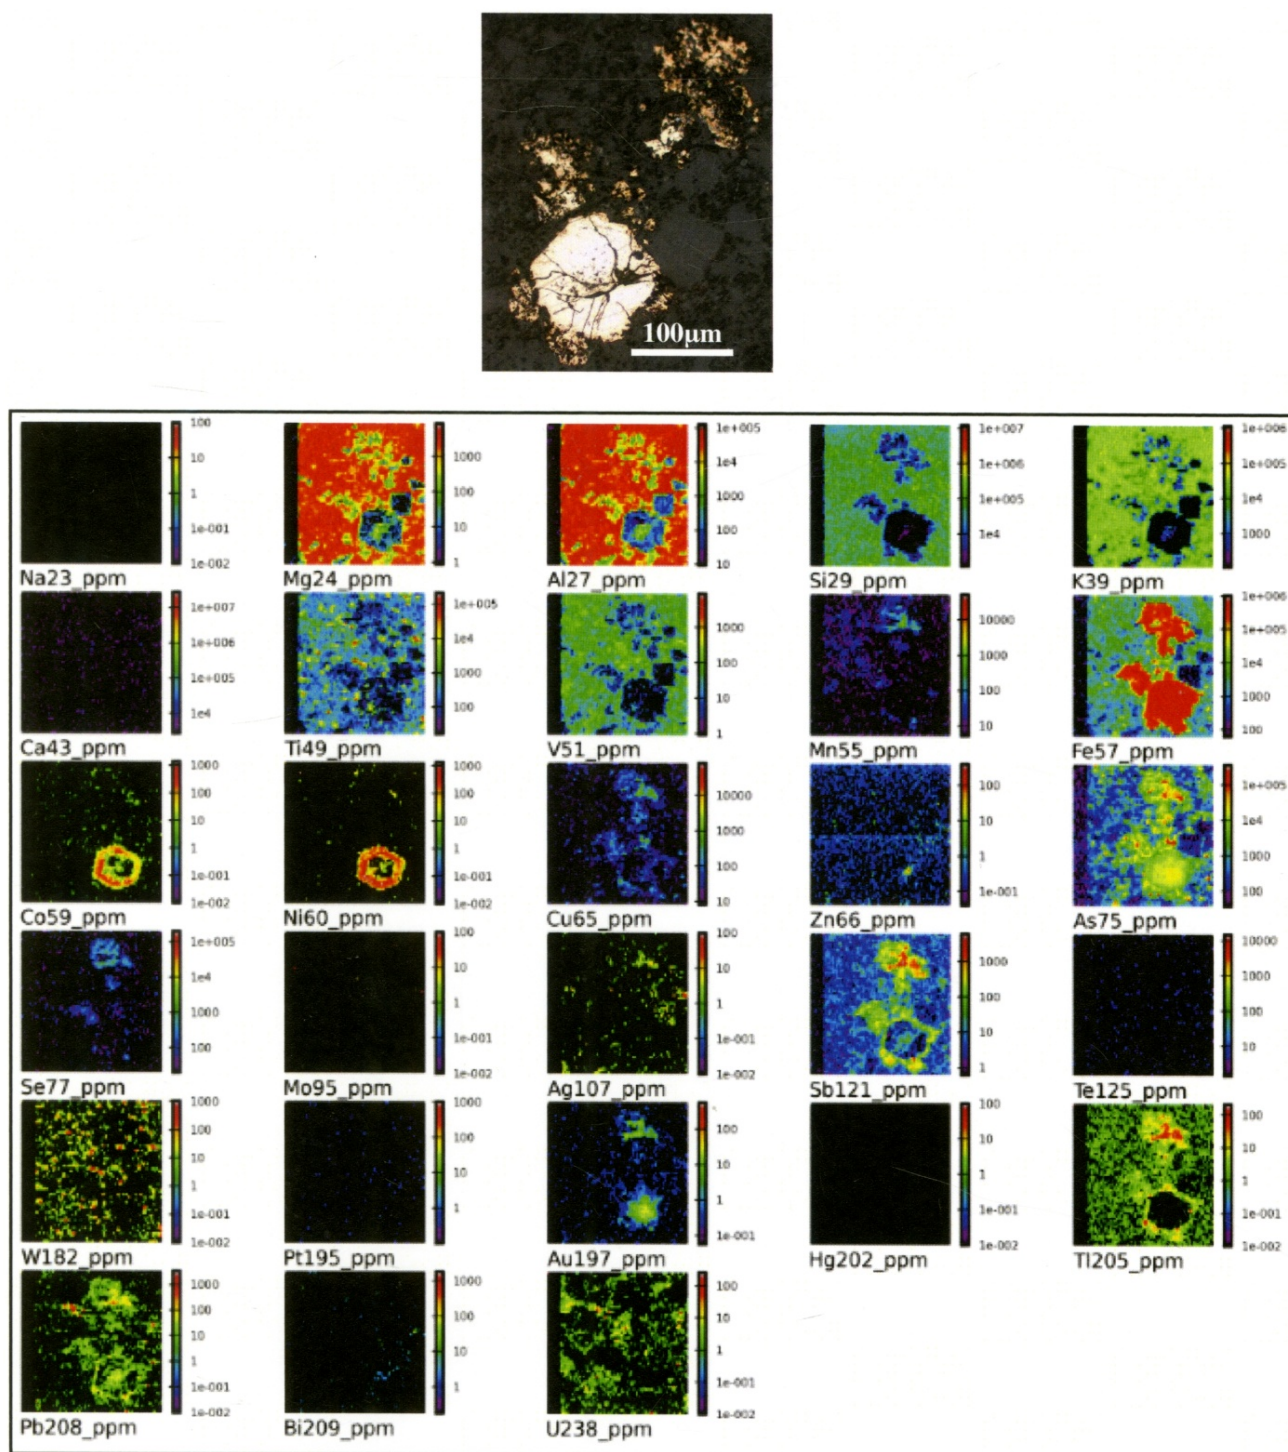 100µm
100
10
1
1e-001
1e-002
Na23_ppm
1000
100
10
1
Mg24_ppm
1e+005
1e4
1000
100
10
Al27_ppm
1e+007
1e+006
1e+005
1e4
Si29_ppm
1e+006
1e+005
1e4
1000
K39_ppm
1e+007
1e+006
1e+005
1e4
Ca43_ppm
1e+005
1e4
1000
100
Ti49_ppm
1000
100
10
1
V51_ppm
10000
1000
100
10
Mn55_ppm
1e+006
1e+005
1e4
1000
100
Fe57_ppm
1000
100
10
1
1e-001
1e-002
Co59_ppm
1000
100
10
1
1e-001
1e-002
Ni60_ppm
10000
1000
100
10
Cu65_ppm
100
10
1
1e-001
Zn66_ppm
1e+005
1e4
1000
100
As75_ppm
1e+005
1e4
1000
100
Se77_ppm
100
10
1
1e-001
1e-002
Mo95_ppm
100
10
1
1e-001
1e-002
Ag107_ppm
1000
100
10
1
Sb121_ppm
10000
1000
100
10
Te125_ppm
1000
100
10
1
1e-001
1e-002
W182_ppm
1000
100
10
1
Pt195_ppm
100
10
1
1e-001
Au197_ppm
100
10
1
1e-001
1e-002
Hg202_ppm
100
10
1
1e-001
1e-002
Tl205_ppm
1000
100
10
1
1e-001
1e-002
Pb208_ppm
1000
100
10
1
Bi209_ppm
100
10
1
1e-001
1e-002
U238_ppm